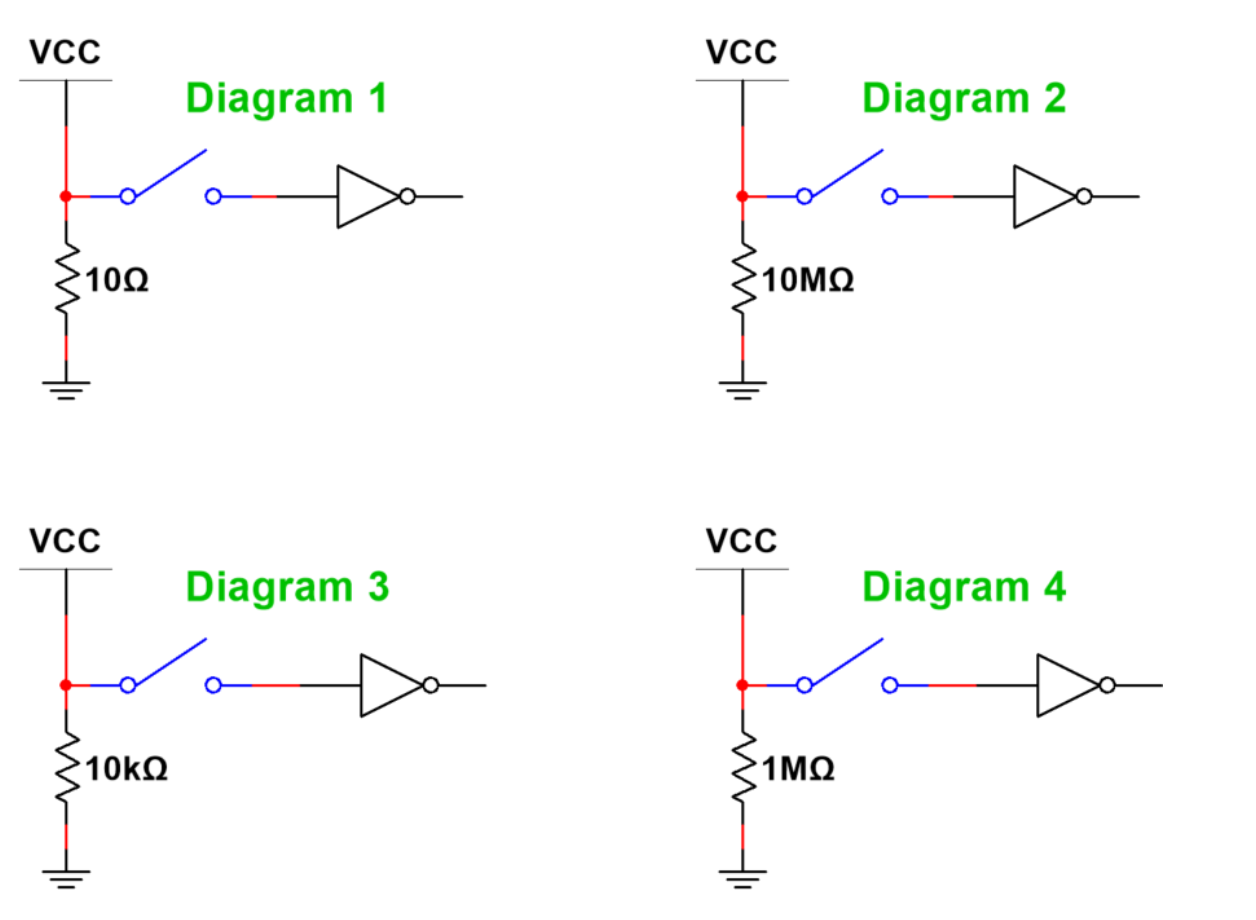 VCC
Diagram 1
10Ω
VCC
Diagram 2
10MΩ
VCC
Diagram 3
10kΩ
VCC
Diagram 4
1MΩ